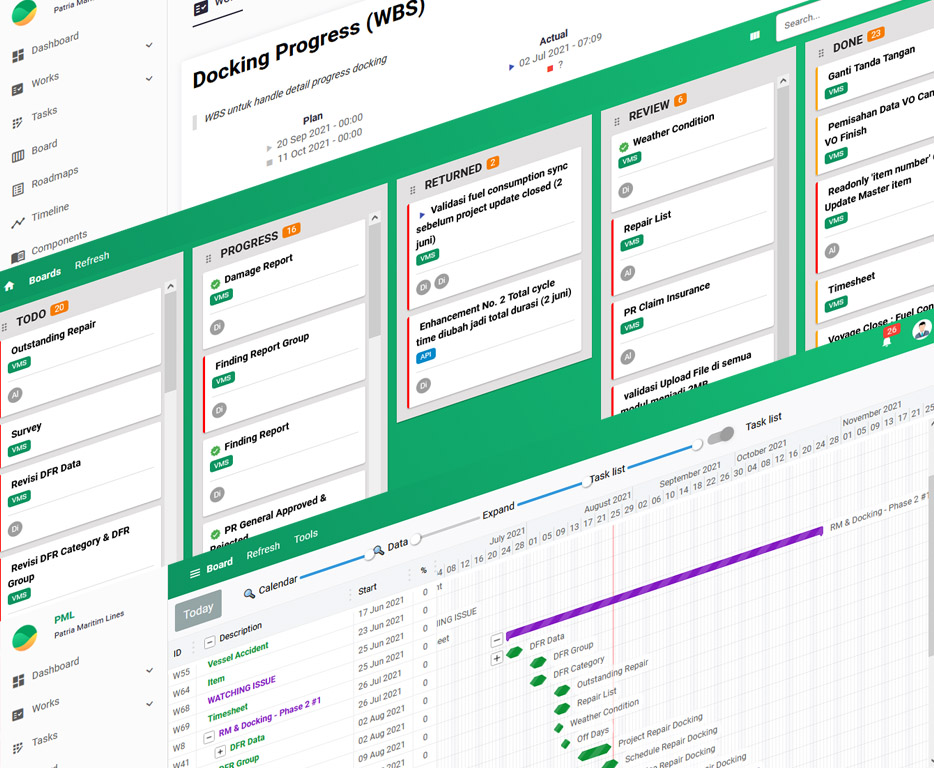 Patria Maritim Lines
Dashboard
Works
Tasks
Board
Roadmaps
Timeline
Components
Docking Progress (WBS)
WBS untuk handle detail progress docking
Plan
20 Sep 2021 - 00:00
11 Oct 2021 - 00:00
Actual
02 Jul 2021 - 07:09
?
Search...
Boards
Refresh
TODO 20
Outstanding Repair
VMS
Al
Survey
VMS
Revisi DFR Data
VMS
Di
Revisi DFR Category & DFR
Group
VMS
PROGRESS 16
Damage Report
VMS
Di
Finding Report Group
VMS
Di
Finding Report
VMS
Di
PR General Approved &
Rejected
RETURNED 2
Validasi fuel consumption sync
sebelum project update closed (2
juni)
VMS
Di Di
Enhancement No. 2 Total cycle
time diubah jadi total durasi (2 juni)
API
Di
REVIEW 6
Weather Condition
VMS
Di
Repair List
VMS
Al
PR Claim Insurance
VMS
Al
validasi Upload File di semua
modul menjadi 2MB
DONE 23
Ganti Tanda Tangan
VMS
Pemisahan Data VO
VO Finish
VMS
Readonly 'item number'
Update Master item
VMS
Al
Timesheet
VMS
Voyage Close : Fuel
26
PML
Patria Maritim Lines
Dashboard
Works
Tasks
Board
Refresh
Tools
Today
Calendar
Data
Expand
Task list
Task list
ID
Description
Start
%
W55
Vessel Accident
17 Jun 2021
0
W64
Item
23 Jun 2021
0
W68
WATCHING ISSUE
25 Jun 2021
0
W69
Timesheet
25 Jun 2021
0
W8
RM & Docking - Phase 2 #1
26 Jul 2021
0
W41
DFR Data
26 Jul 2021
0
DFR Group
02 Aug 2021
0
02 Aug 2021
0
09 Aug 2021
0
July 2021
August 2021
September 2021
October 2021
November 2021
08 12 16 20 24 28 01 05 09 13 17 21 25 29 02 06 10 14 18 22 26 30 04 08 12 16 20 24 28 01 05 09 13 17 21 25
ING ISSUE
eet
RM & Docking - Phase 2 #1
DFR Data
DFR Group
DFR Category
Outstanding Repair
Repair List
Weather Condition
Off Days
Project Repair Docking
Schedule Repair Docking